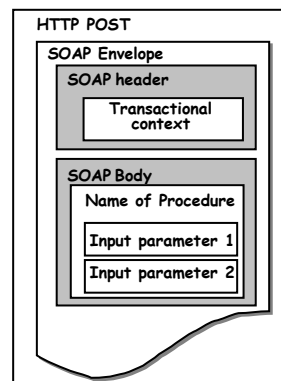 HTTP POST
SOAP Envelope
SOAP header
Transactional
context
SOAP Body
Name of Procedure
Input parameter 1
Input parameter 2